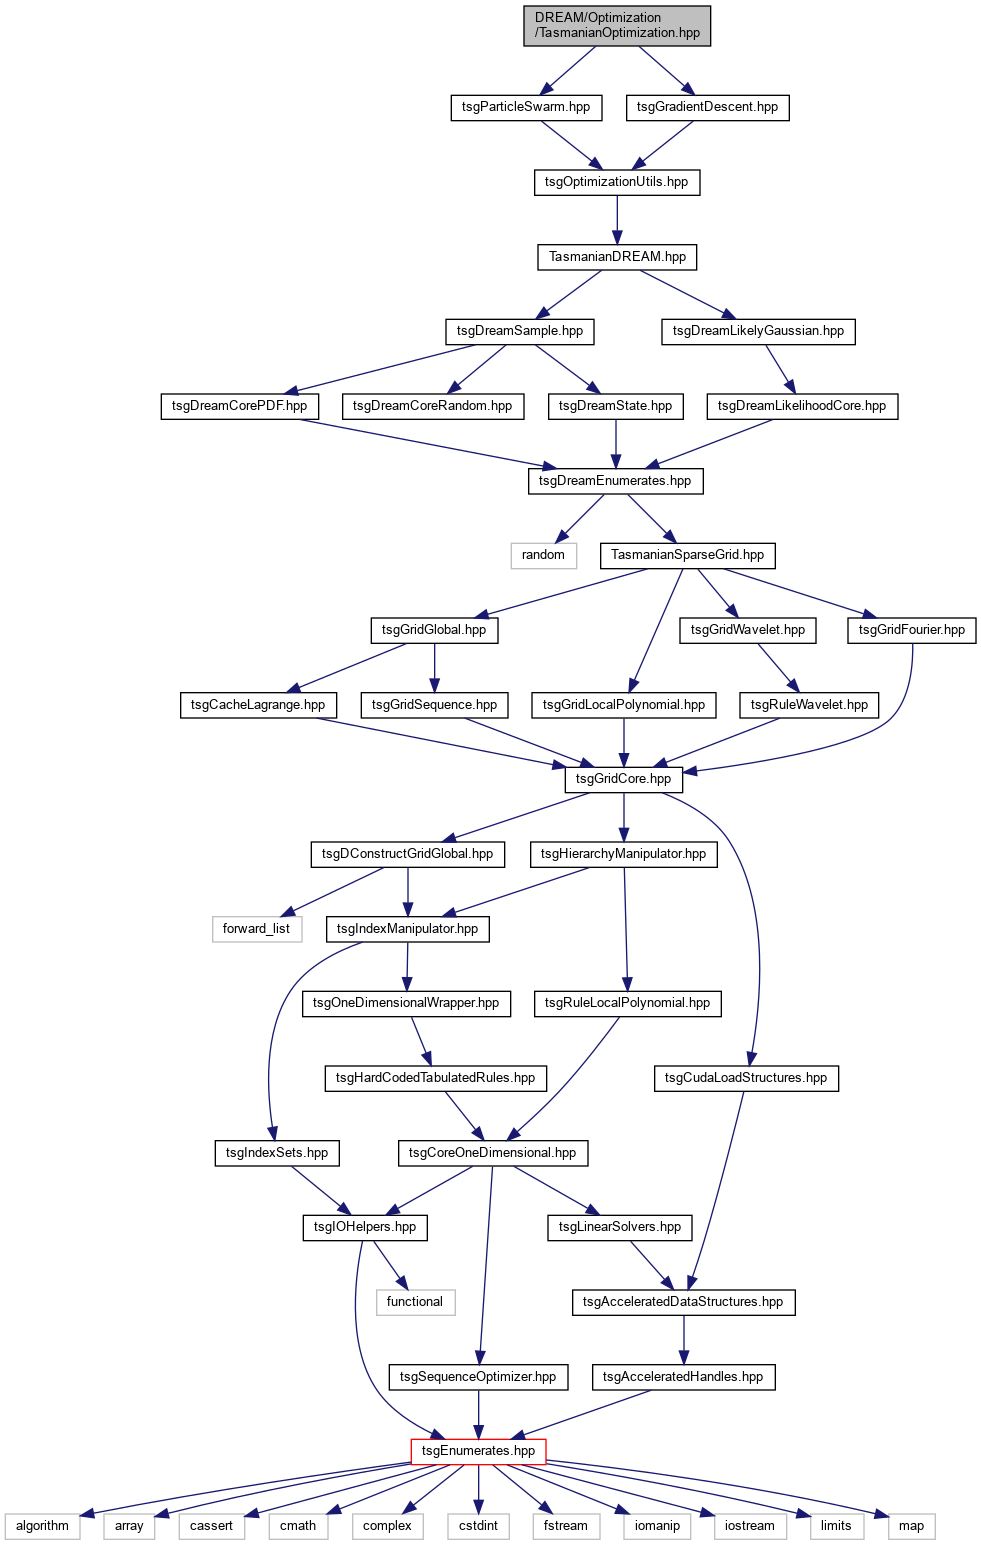 DREAM/Optimization
/TasmanianOptimization.hpp
tsgParticleSwarm.hpp
tsgGradientDescent.hpp
tsgOptimizationUtils.hpp
TasmanianDREAM.hpp
tsgDreamSample.hpp
tsgDreamLikelyGaussian.hpp
tsgDreamCorePDF.hpp
tsgDreamCoreRandom.hpp
tsgDreamState.hpp
tsgDreamLikelihoodCore.hpp
tsgDreamEnumerates.hpp
random
TasmanianSparseGrid.hpp
tsgGridGlobal.hpp
tsgGridWavelet.hpp
tsgGridFourier.hpp
tsgCacheLagrange.hpp
tsgGridSequence.hpp
tsgGridLocalPolynomial.hpp
tsgRuleWavelet.hpp
tsgGridCore.hpp
tsgDConstructGridGlobal.hpp
tsgHierarchyManipulator.hpp
forward_list
tsgIndexManipulator.hpp
tsgOneDimensionalWrapper.hpp
tsgRuleLocalPolynomial.hpp
tsgHardCodedTabulatedRules.hpp
tsgCudaLoadStructures.hpp
tsgIndexSets.hpp
tsgCoreOneDimensional.hpp
tsgIOHelpers.hpp
tsgLinearSolvers.hpp
functional
tsgAcceleratedDataStructures.hpp
tsgSequenceOptimizer.hpp
tsgAcceleratedHandles.hpp
tsgEnumerates.hpp
algorithm
array
cassert
cmath
complex
cstdint
fstream
iomanip
iostream
limits
map